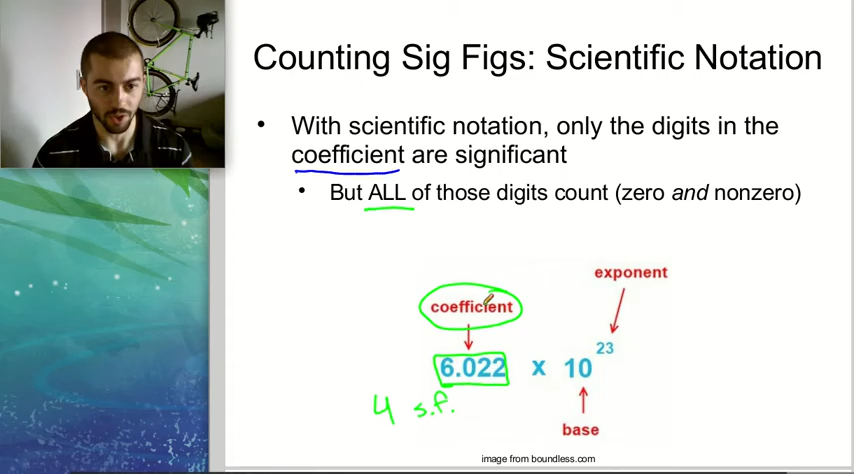 Counting Sig Figs: Scientific Notation
• With scientific notation, only the digits in the
coefficient are significant
• But ALL of those digits count (zero and nonzero)
exponent
coefficient
23
6.022 x 10
4 s.f.
base
image from boundless.com